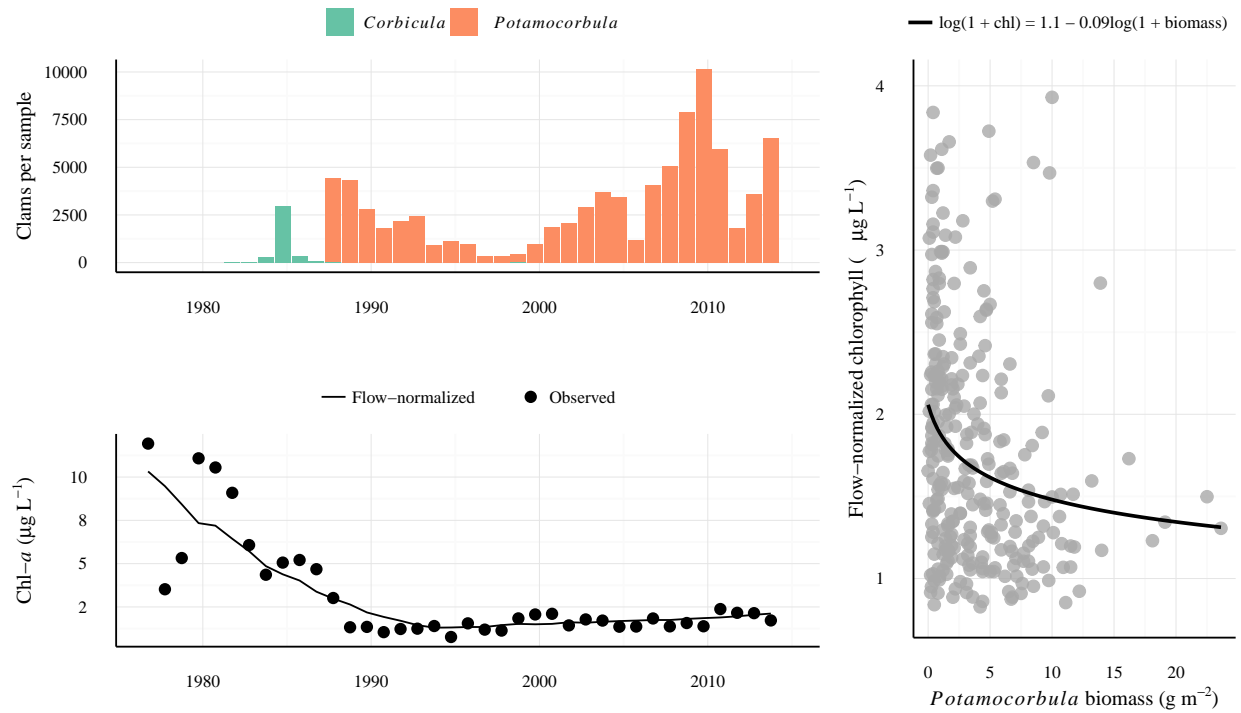 Corbicula Potamocorbula
Clams per sample
10000
7500
5000
2500
0
1980 1990 2000 2010
Flow−normalized Observed
Chl−a (µg L−1)
10
8
5
2
1980 1990 2000 2010
log(1 + chl) = 1.1 − 0.09log(1 + biomass)
Flow−normalized chlorophyll ( µg L−1)
4
3
2
1
0 5 10 15 20
Potamocorbula biomass (g m−2)